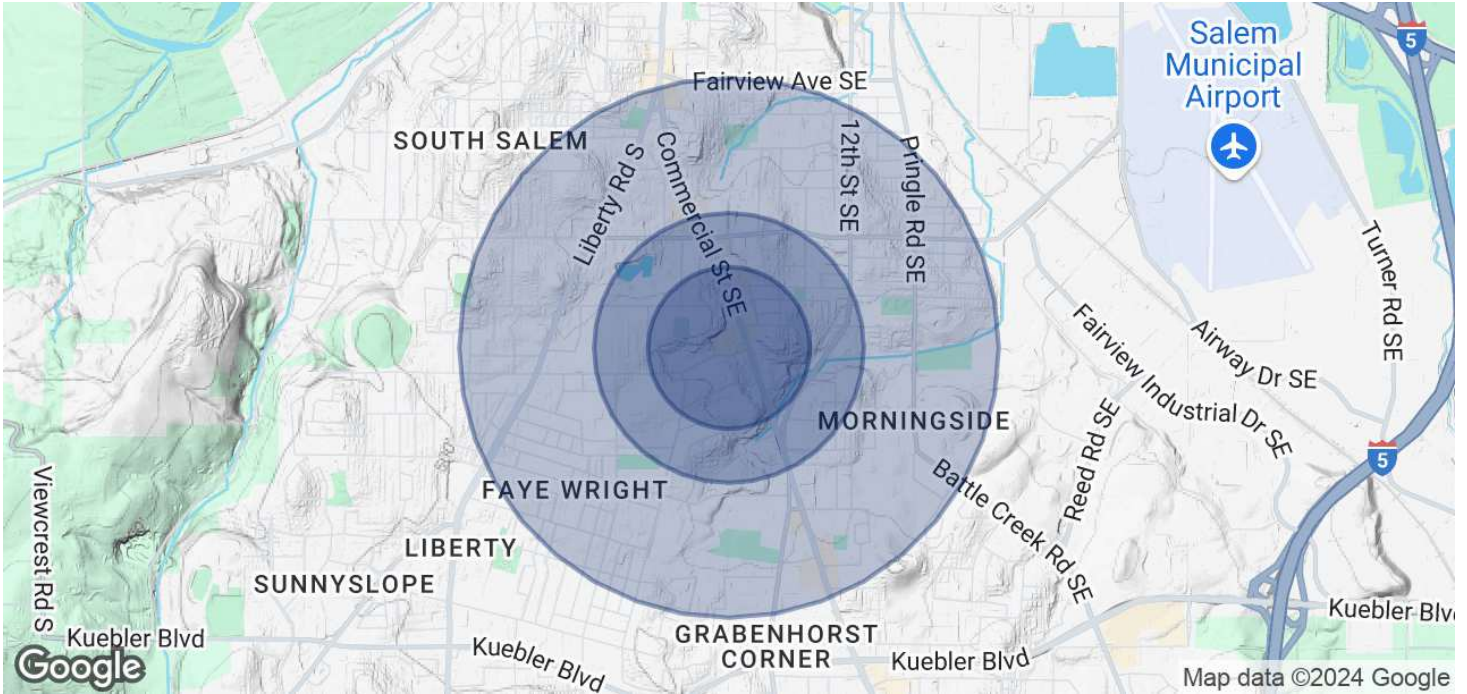 5
Salem
Municipal
Airport
Fairview Ave SE
SOUTH SALEM
Liberty Rd S
Commercial St SE
12th St SE
Pringle Rd SE
Turner Rd SE
Airway Dr SE
Fairview Industrial Dr SE
MORNINGSIDE
Reed Rd SE
5
Battle Creek Rd SE
FAYE WRIGHT
Viewcrest Rd S
LIBERTY
SUNNYSLOPE
Kuebler Blvd
Kuebler Blvd
GRABENHORST
CORNER
Kuebler Blvd
Kuebler Blv
Google
Map data ©2024 Google